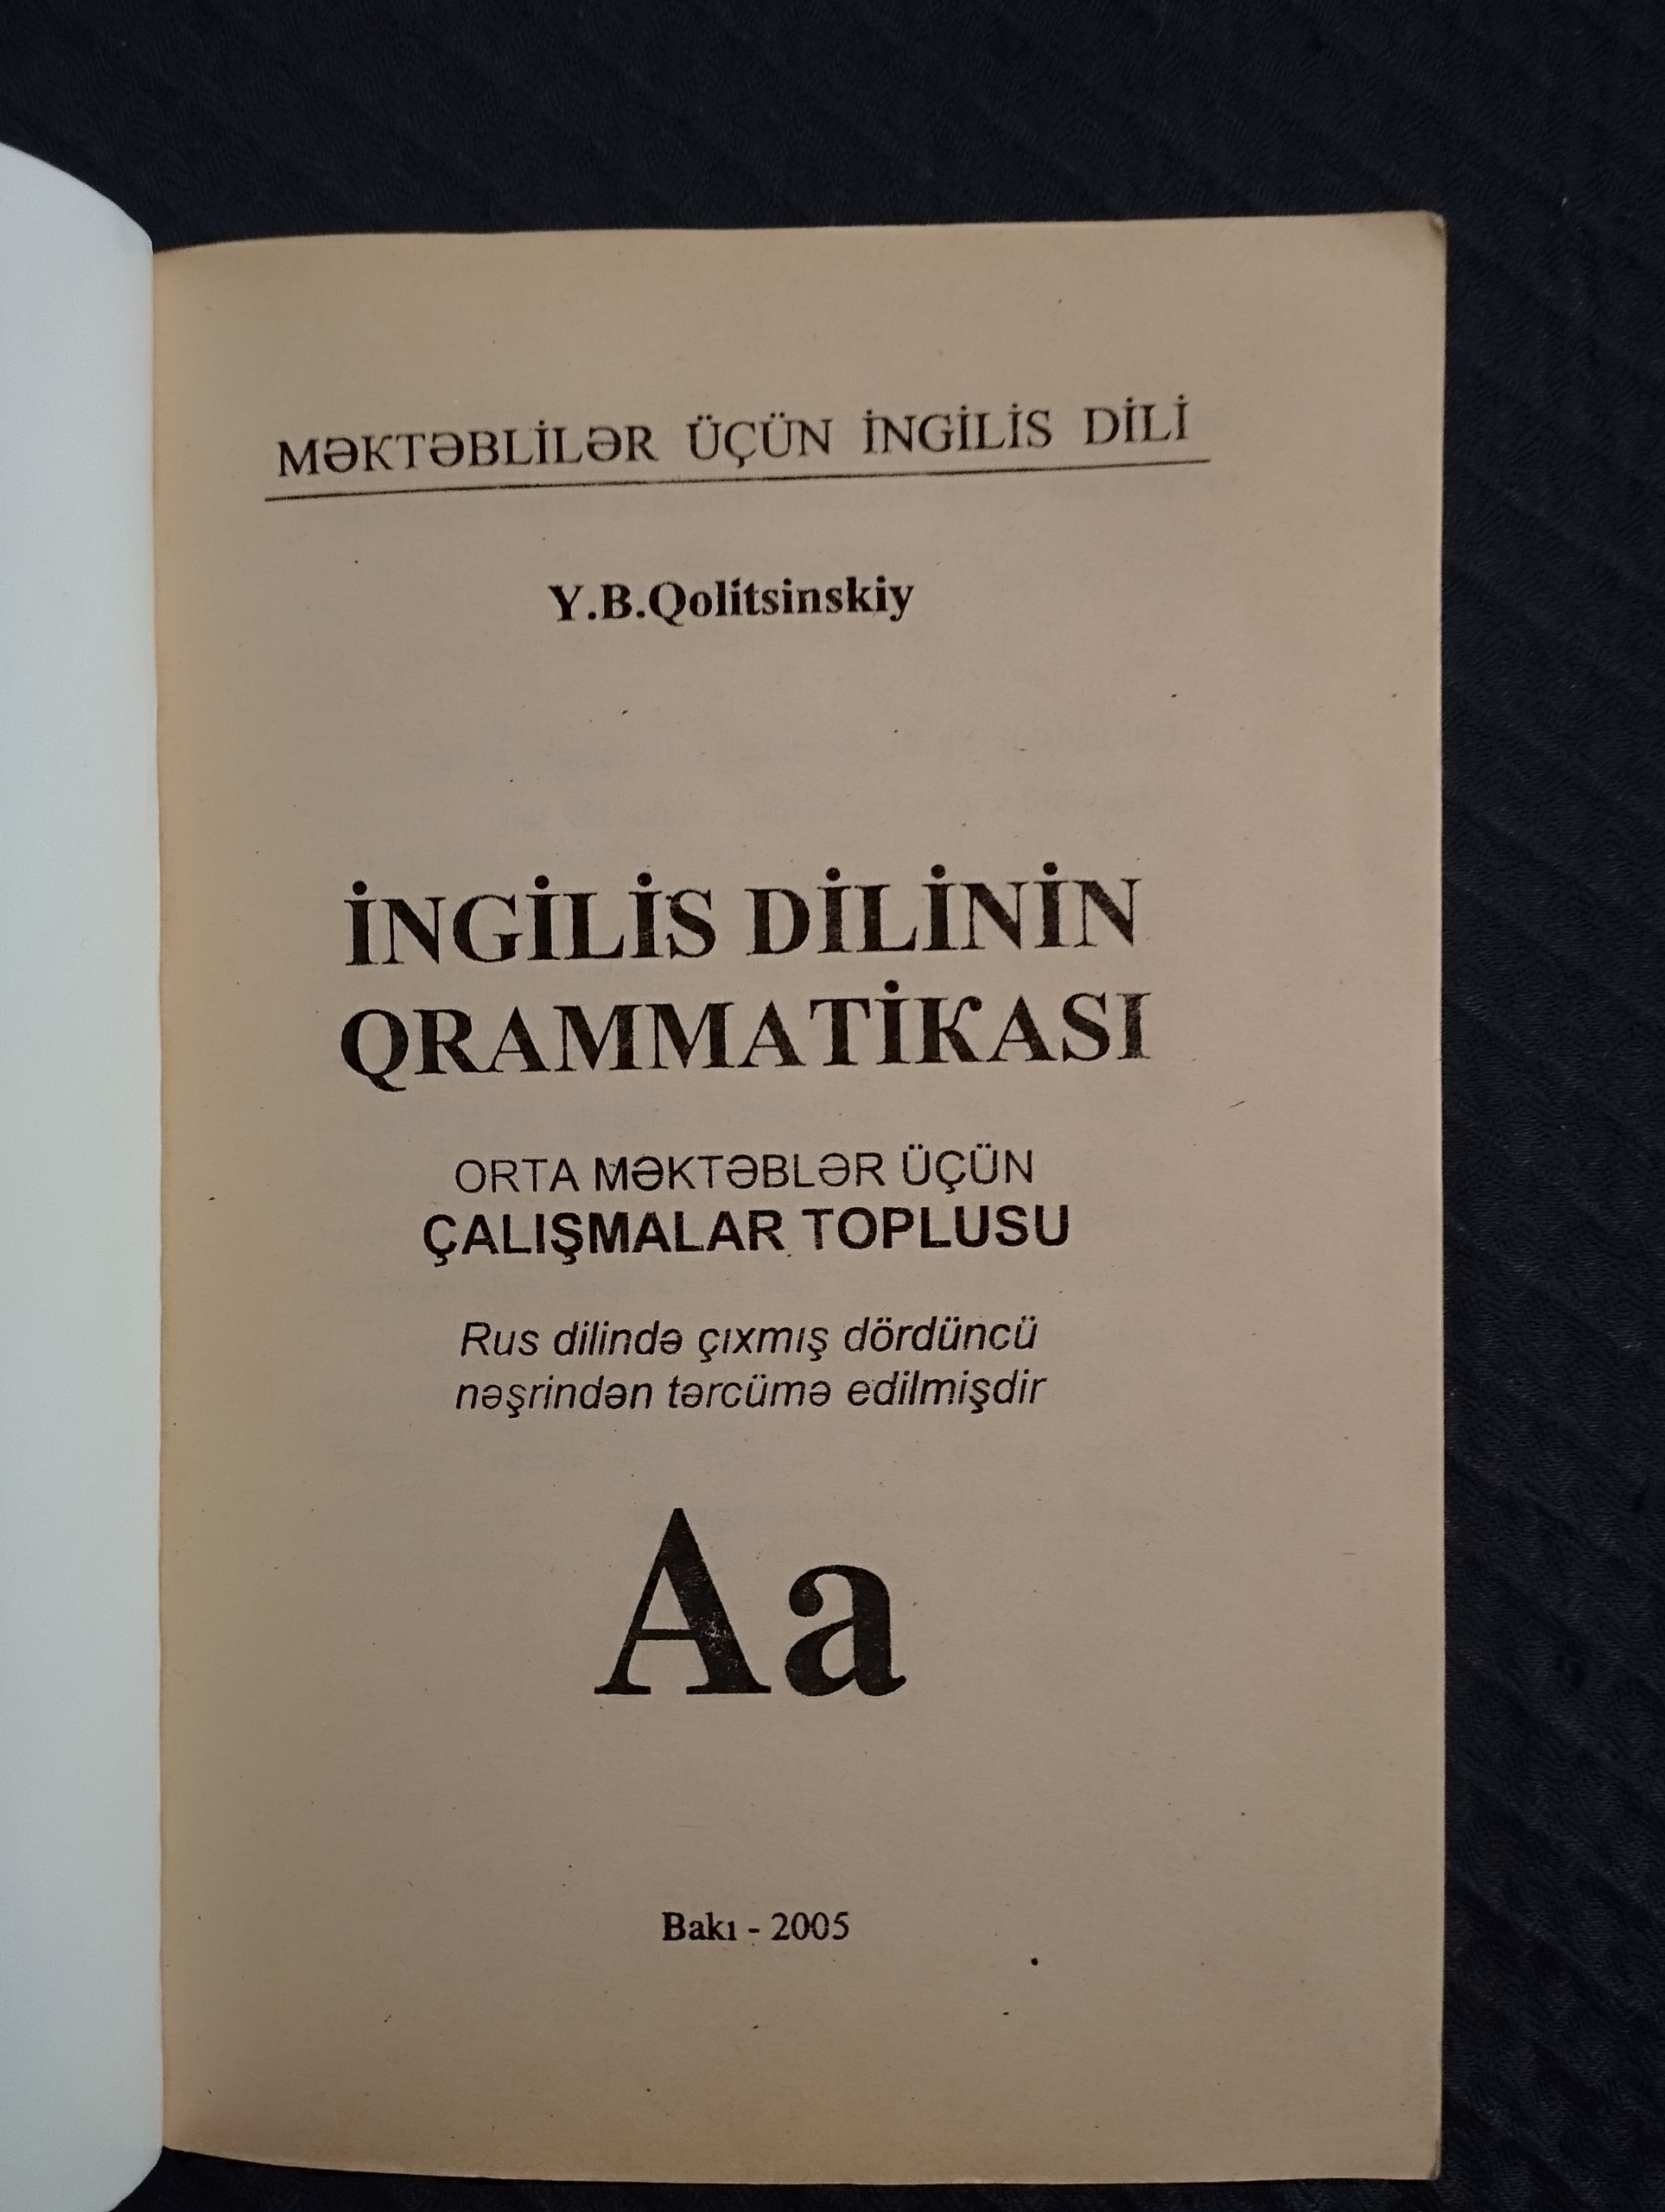 MƏKTƏBLİLƏR ÜÇÜN İNGİLİS DİLİ
Y.B.Qolitsinskiy
İNGİLİS DİLİNİN
QRAMMATİKASI
ORTA MƏKTƏBLƏR ÜÇÜN
ÇALIŞMALAR TOPLUSU
Rus dilində çıxmış dördüncü
nəşrindən tərcümə edilmişdir
Aa
Bakı - 2005